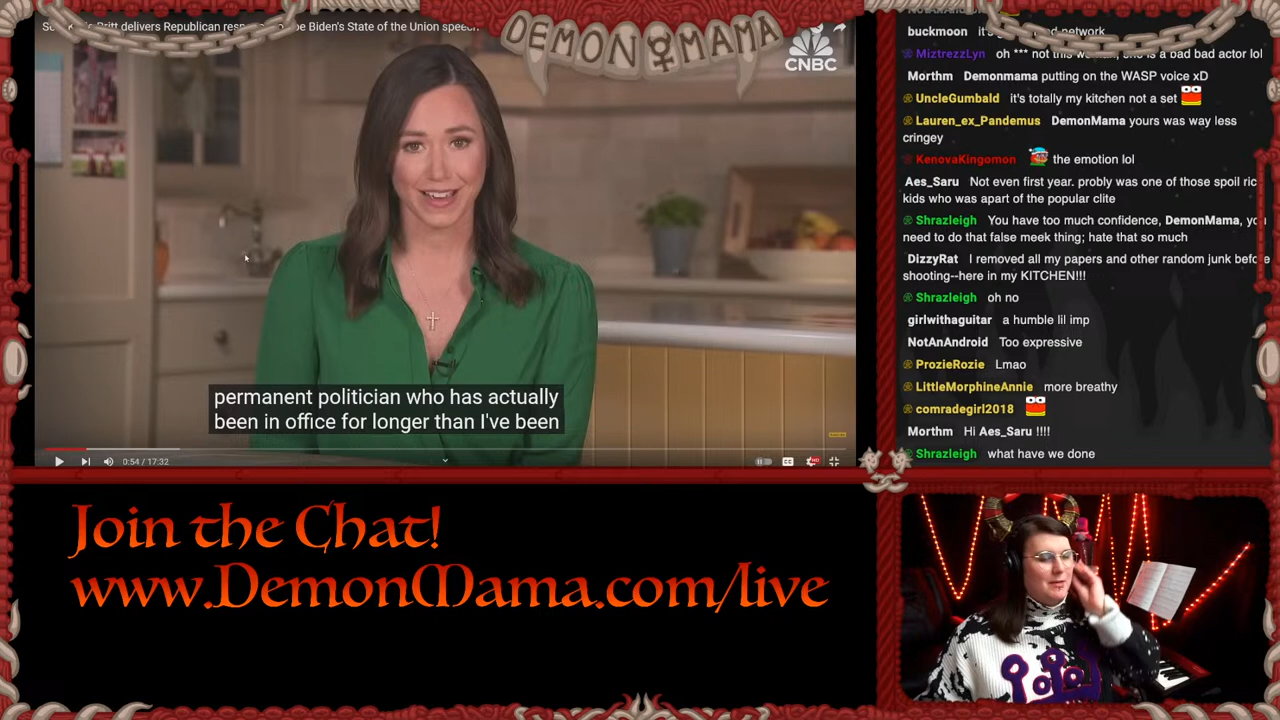 Britt delivers Republican
Biden's State of the Union speech
DEMON MAMA
CNBC
permanent politician who has actually
been in office for longer than I've been
0:54 / 17:32
CC
HD
buckmoon it's network
MiztrezzLyn oh *** not this is a bad bad actor lol
Morthm Demonmama putting on the WASP voice xD
UncleGumbald it's totally my kitchen not a set
Lauren_ex_Pandemus DemonMama yours was way less
cringey
KenovaKingomon the emotion lol
Aes_Saru Not even first year. probly was one of those spoil ric
kids who was apart of the popular clite
Shrazleigh You have too much confidence, DemonMama, you
need to do that false meek thing; hate that so much
DizzyRat I removed all my papers and other random junk before
shooting--here in my KITCHEN!!!
Shrazleigh oh no
girlwithaguitar a humble lil imp
NotAnAndroid Too expressive
ProzieRozie Lmao
LittleMorphineAnnie more breathy
comradegirl2018
Morthm Hi Aes_Saru !!!!
Shrazleigh what have we done
Join the Chat!
www.DemonMama.com/live